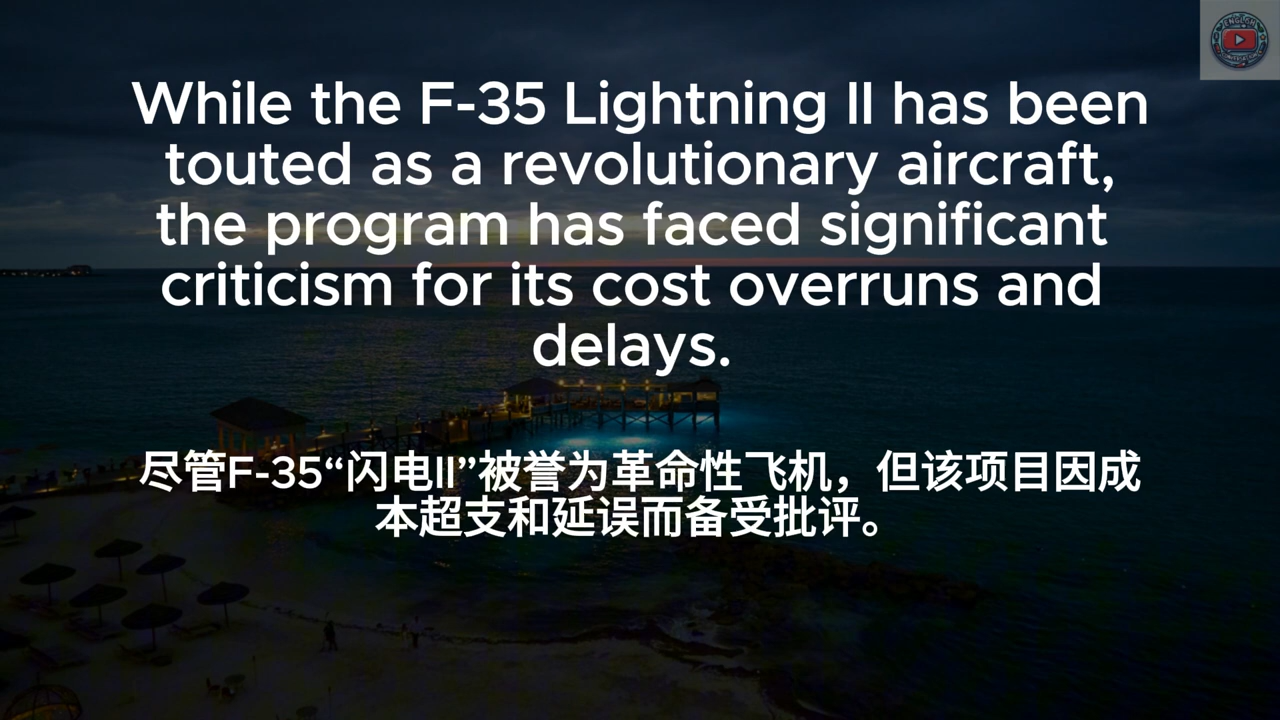 While the F-35 Lightning II has been
touted as a revolutionary aircraft,
the program has faced significant
criticism for its cost overruns and
delays.
尽管F-35“闪电II”被誉为革命性飞机，但该项目因成
本超支和延误而备受批评。
ENGLISH